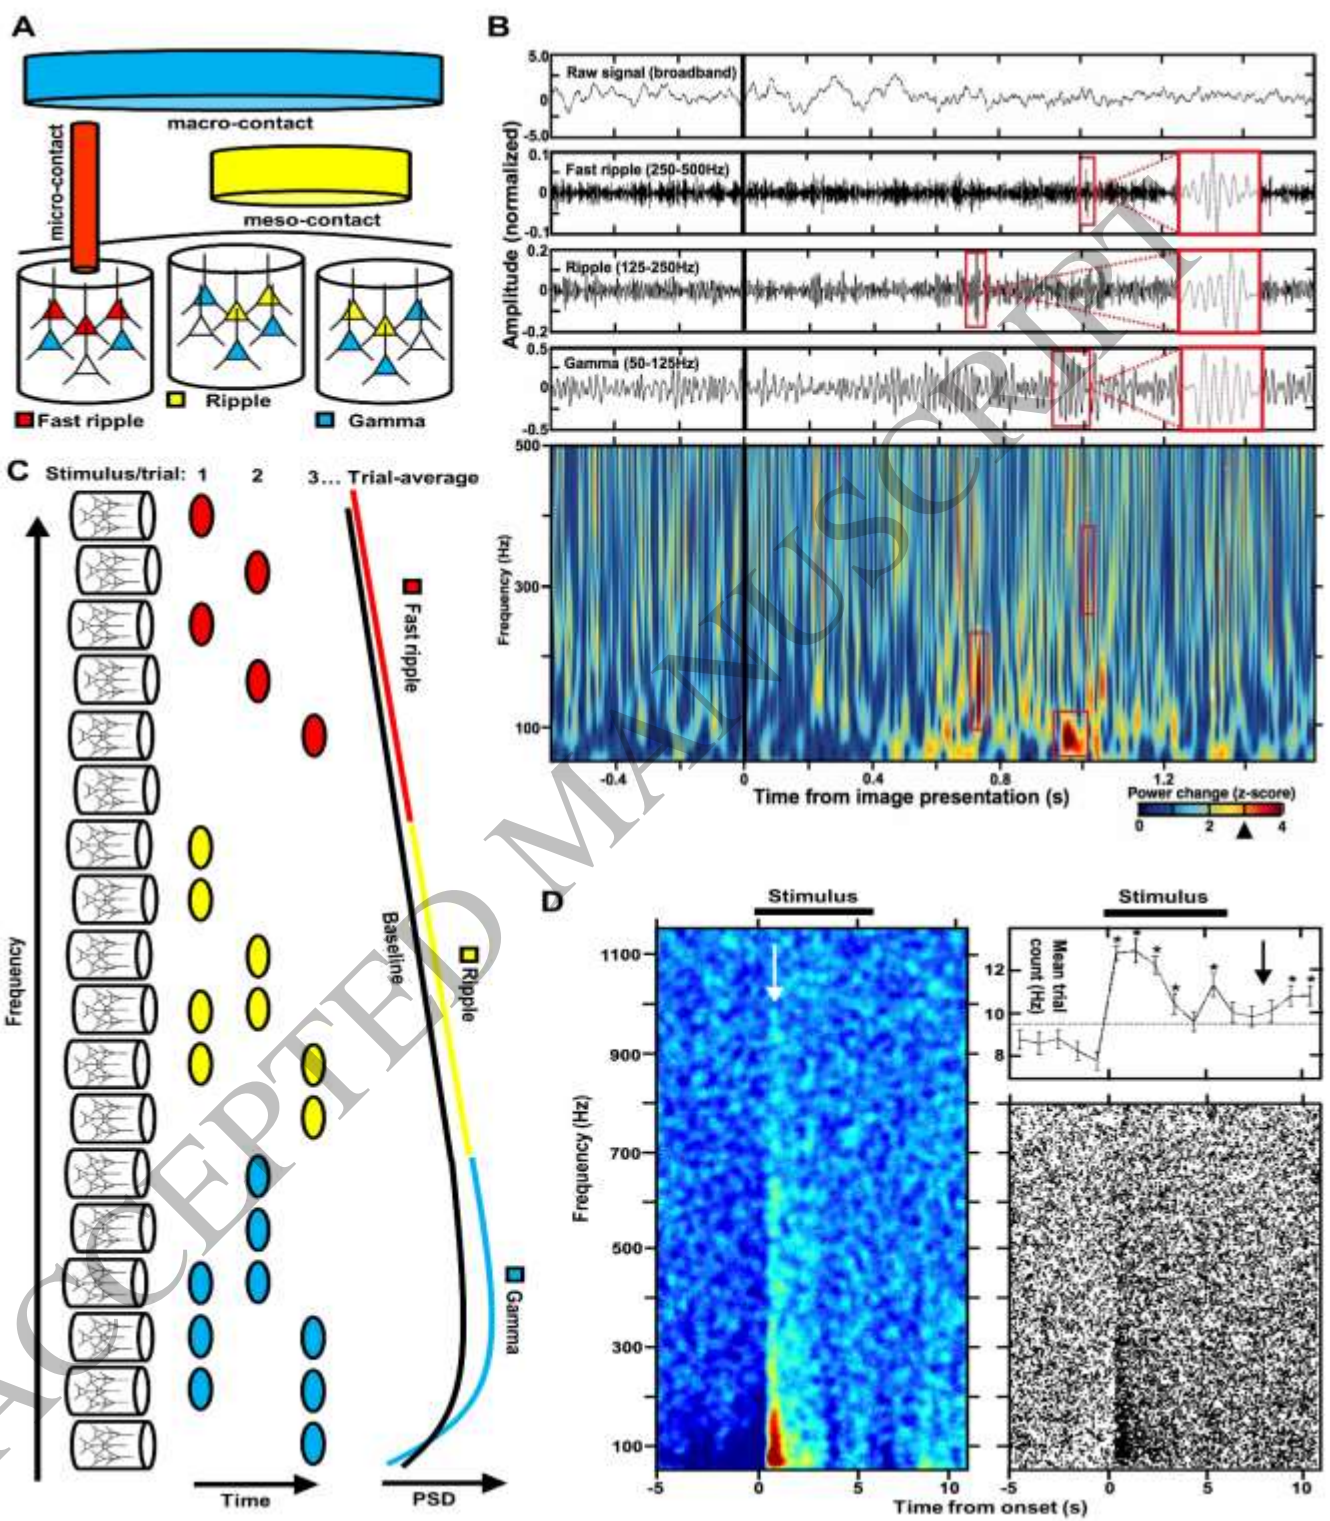 A
macro-contact
micro-contact
meso-contact
Fast ripple
Ripple
Gamma
B
Amplitude (normalized)
5.0
0
-5.0
Raw signal (broadband)
0.1
0
-0.1
Fast ripple (250-500Hz)
0.2
0
-0.2
Ripple (125-250Hz)
0.5
0
-0.5
Gamma (50-125Hz)
Frequency (Hz)
500
300
100
-0.4 0 0.4 0.8 1 1.2
Time from image presentation (s)
Power change (z-score)
0 2 4
C
Stimulus/trial: 1 2 3... Trial-average
Frequency
Fast ripple
Baseline
Ripple
Gamma
Time
PSD
D
Stimulus
Frequency (Hz)
1100
900
700
500
300
100
-5 0 5 10
Stimulus
Mean trial
count (Hz)
12
10
8
* * * * * * *
-5 0 5 10
Time from onset (s)
ACCEPTED MANUSCRIPT